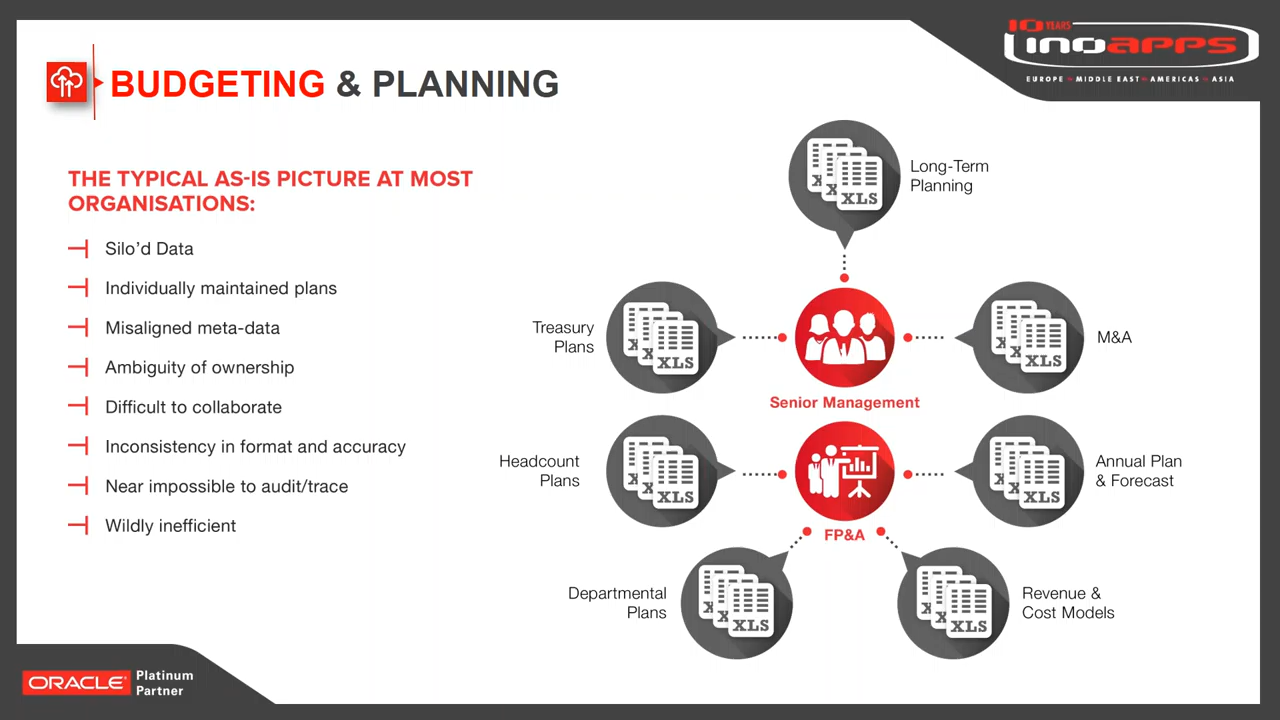 10 YEARS
inoapps
EUROPE MIDDLE EAST AMERICAS ASIA
BUDGETING & PLANNING
THE TYPICAL AS-IS PICTURE AT MOST
ORGANISATIONS:
Silo'd Data
Individually maintained plans
Misaligned meta-data
Ambiguity of ownership
Difficult to collaborate
Inconsistency in format and accuracy
Near impossible to audit/trace
Wildly inefficient
X X XLS
Long-Term
Planning
Treasury
Plans
X X XLS
X X XLS
M&A
Senior Management
Headcount
Plans
X X XLS
X X XLS
Annual Plan
& Forecast
FP&A
Departmental
Plans
X X XLS
X X XLS
Revenue &
Cost Models
ORACLE
Platinum
Partner